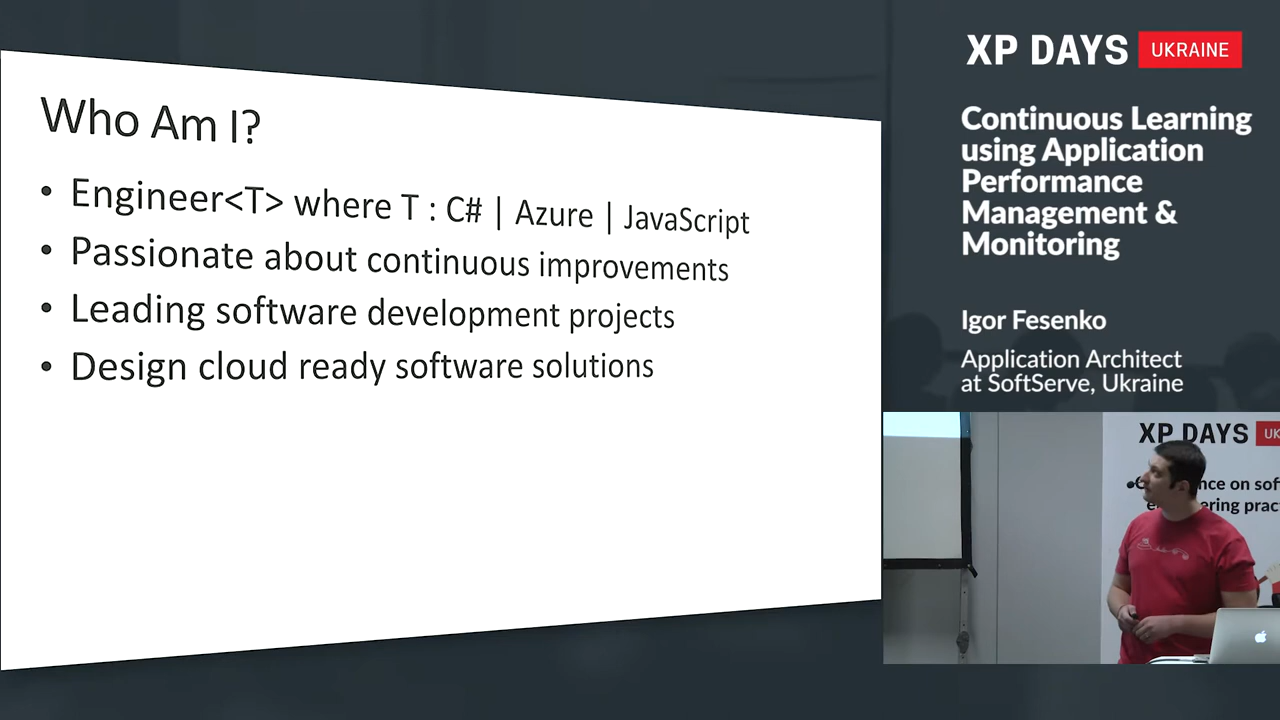 Who Am I?
• Engineer<T> where T : C# | Azure | JavaScript
• Passionate about continuous improvements
• Leading software development projects
• Design cloud ready software solutions
XP DAYS UKRAINE
Continuous Learning
using Application
Performance
Management &
Monitoring
Igor Fesenko
Application Architect
at SoftServe, Ukraine
XP DAYS